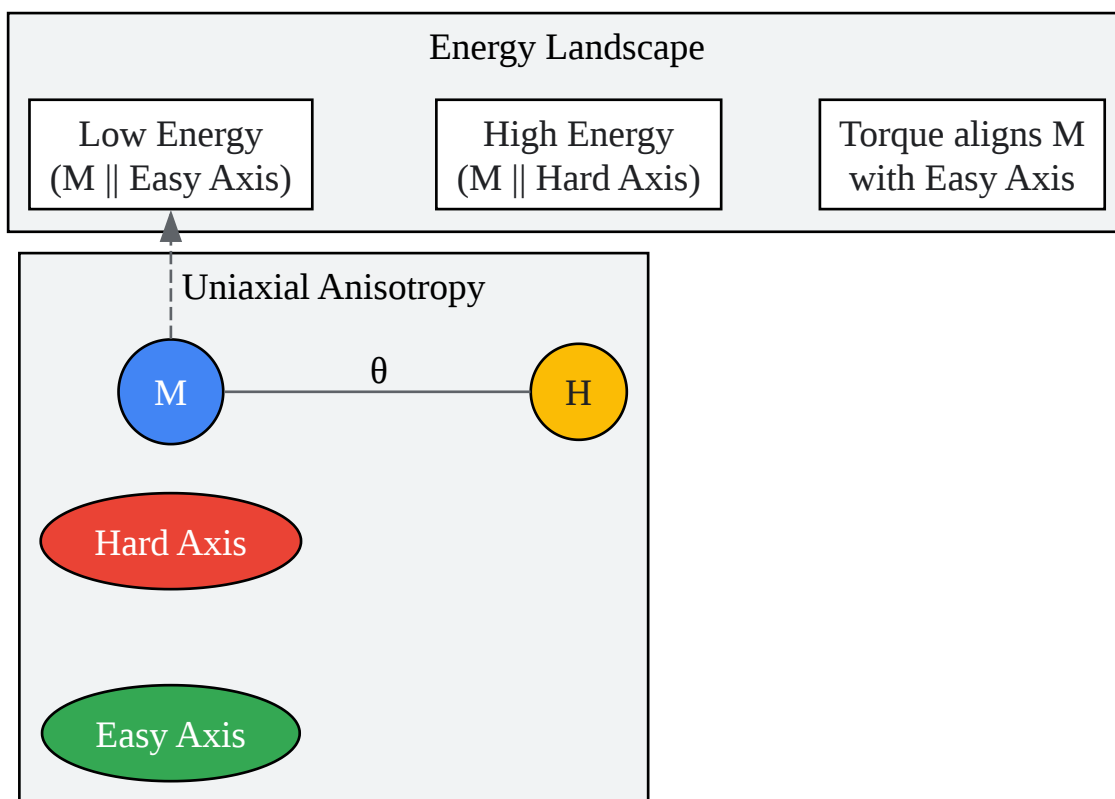 Energy Landscape
Low Energy
(M || Easy Axis)
High Energy
(M || Hard Axis)
Torque aligns M
with Easy Axis
Uniaxial Anisotropy
M
θ
H
Hard Axis
Easy Axis